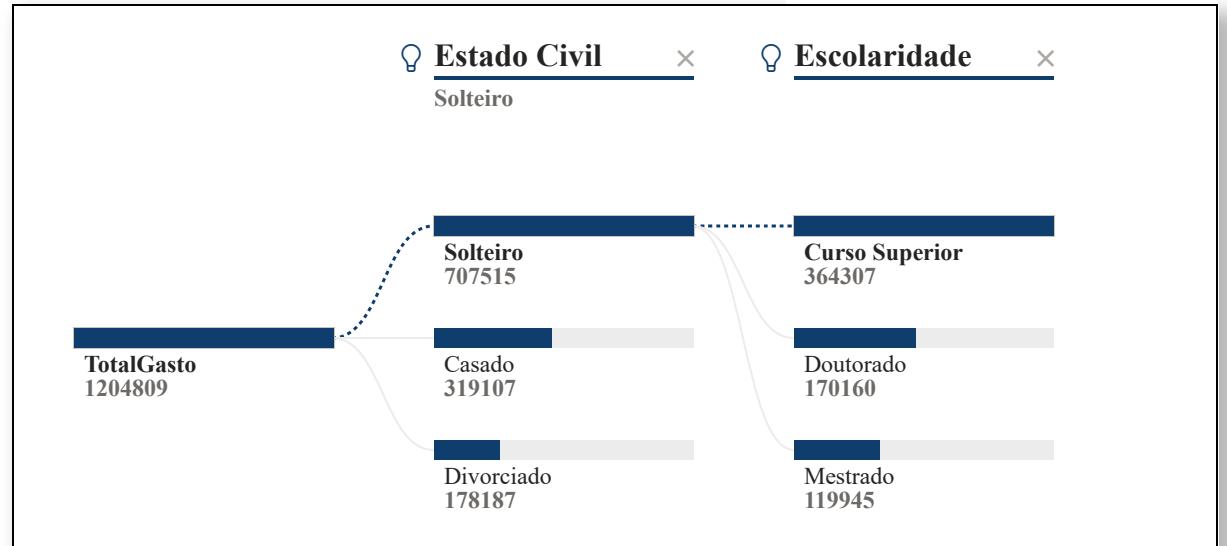 Estado Civil
Solteiro
Escolaridade
TotalGasto
1204809
Solteiro
707515
Casado
319107
Divorciado
178187
Curso Superior
364307
Doutorado
170160
Mestrado
119945